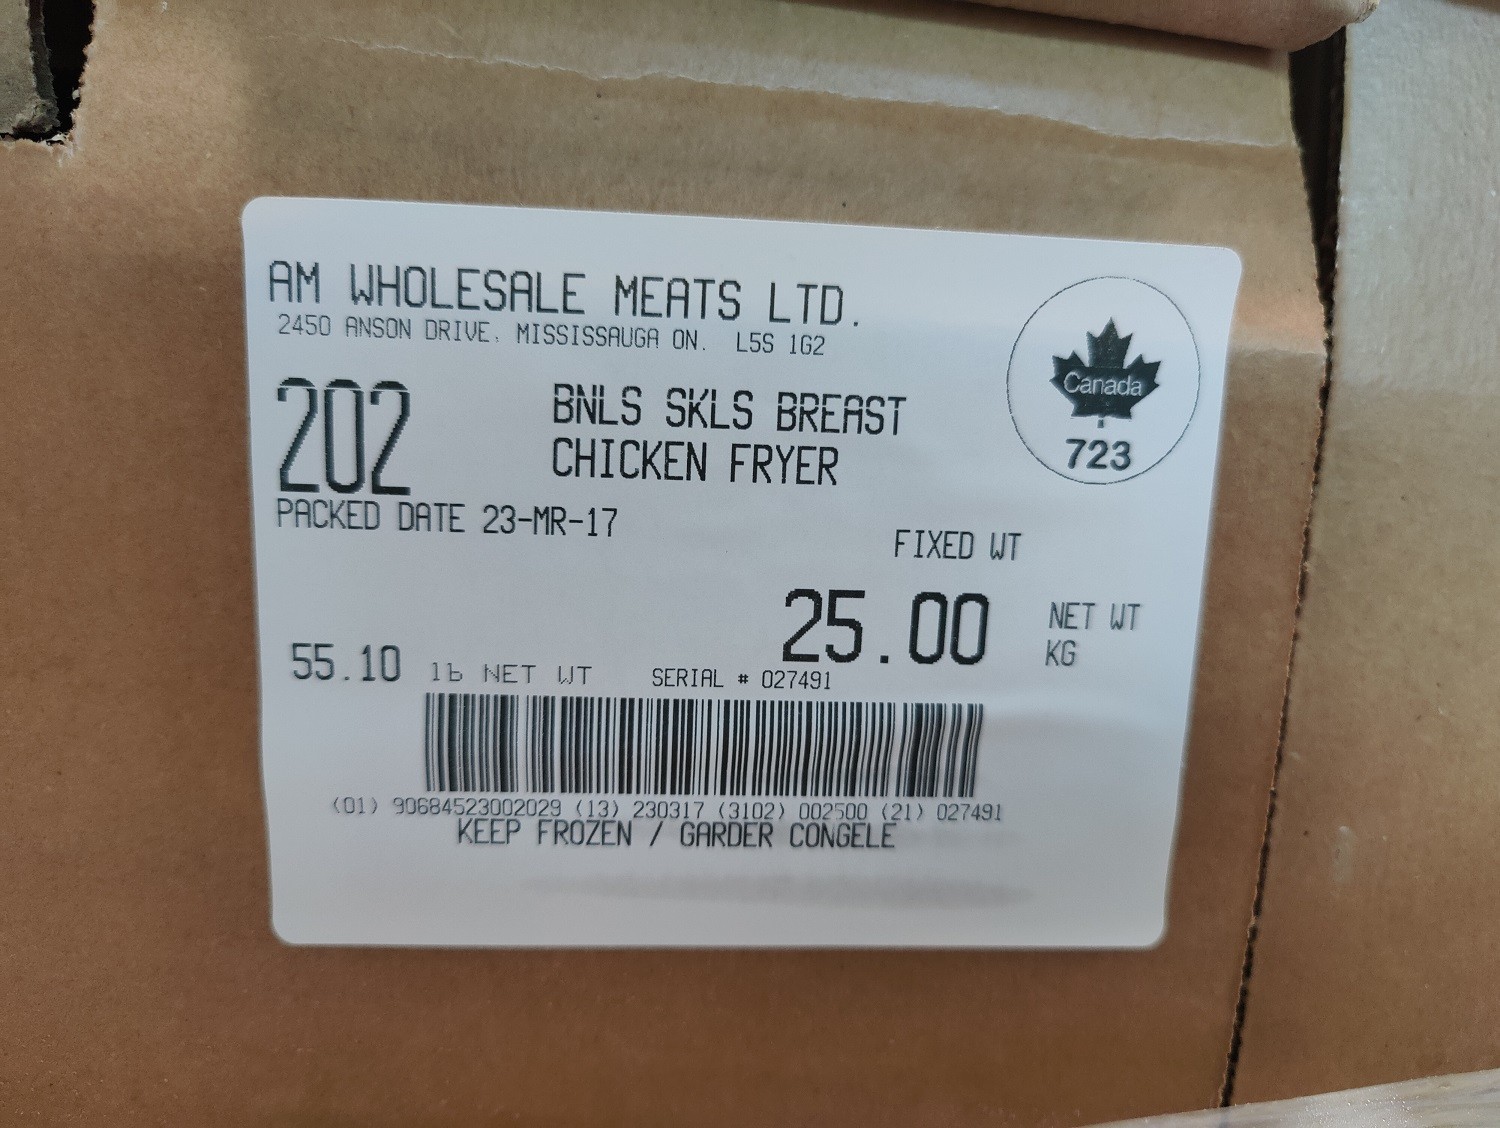 AM WHOLESALE MEATS LTD.
2450 ANSON DRIVE, MISSISSAUGA ON. L5S 1G2
Canada
723
202
BNLS SKLS BREAST
CHICKEN FRYER
PACKED DATE 23-MR-17
FIXED WT
25.00 NET WT
KG
55.10 lb NET WT SERIAL # 027491
(01) 90684523002029 (13) 230317 (3102) 002500 (21) 027491
KEEP FROZEN / GARDER CONGELE